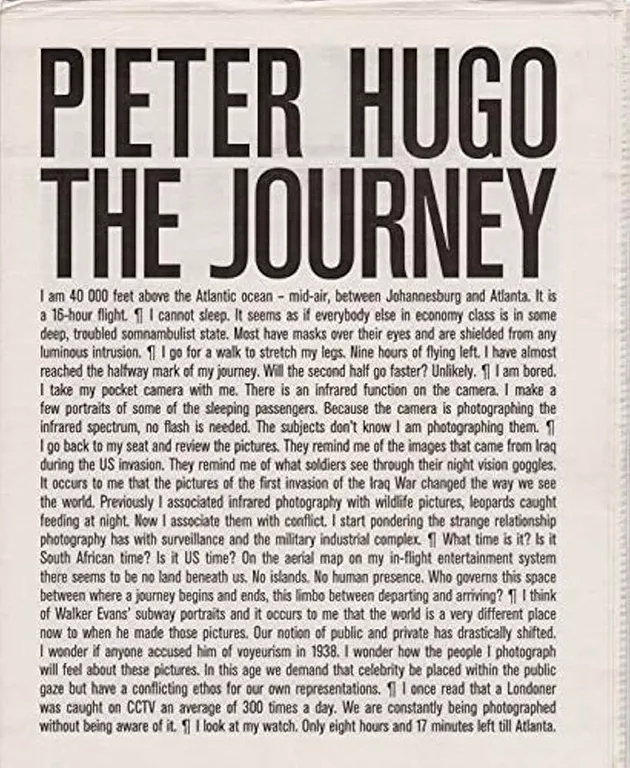 PIETER HUGO
THE JOURNEY
I am 40 000 feet above the Atlantic ocean – mid-air, between Johannesburg and Atlanta. It is
a 16-hour flight. ¶ I cannot sleep. It seems as if everybody else in economy class is in some
deep, troubled somnambulist state. Most have masks over their eyes and are shielded from any
luminous intrusion. ¶ I go for a walk to stretch my legs. Nine hours of flying left. I have almost
reached the halfway mark of my journey. Will the second half go faster? Unlikely. ¶ I am bored.
I take my pocket camera with me. There is an infrared function on the camera. I make a
few portraits of some of the sleeping passengers. Because the camera is photographing the
infrared spectrum, no flash is needed. The subjects don't know I am photographing them. ¶
I go back to my seat and review the pictures. They remind me of the images that came from Iraq
during the US invasion. They remind me of what soldiers see through their night vision goggles.
It occurs to me that the pictures of the first invasion of the Iraq War changed the way we see
the world. Previously I associated infrared photography with wildlife pictures, leopards caught
feeding at night. Now I associate them with conflict. I start pondering the strange relationship
photography has with surveillance and the military industrial complex. ¶ What time is it? Is it
South African time? Is it US time? On the aerial map on my in-flight entertainment system
there seems to be no land beneath us. No islands. No human presence. Who governs this space
between where a journey begins and ends, this limbo between departing and arriving? ¶ I think
of Walker Evans' subway portraits and it occurs to me that the world is a very different place
now to when he made those pictures. Our notion of public and private has drastically shifted.
I wonder if anyone accused him of voyeurism in 1938. I wonder how the people I photograph
will feel about these pictures. In this age we demand that celebrity be placed within the public
gaze but have a conflicting ethos for our own representations. ¶ I once read that a Londoner
was caught on CCTV an average of 300 times a day. We are constantly being photographed
without being aware of it. ¶ I look at my watch. Only eight hours and 17 minutes left till Atlanta.